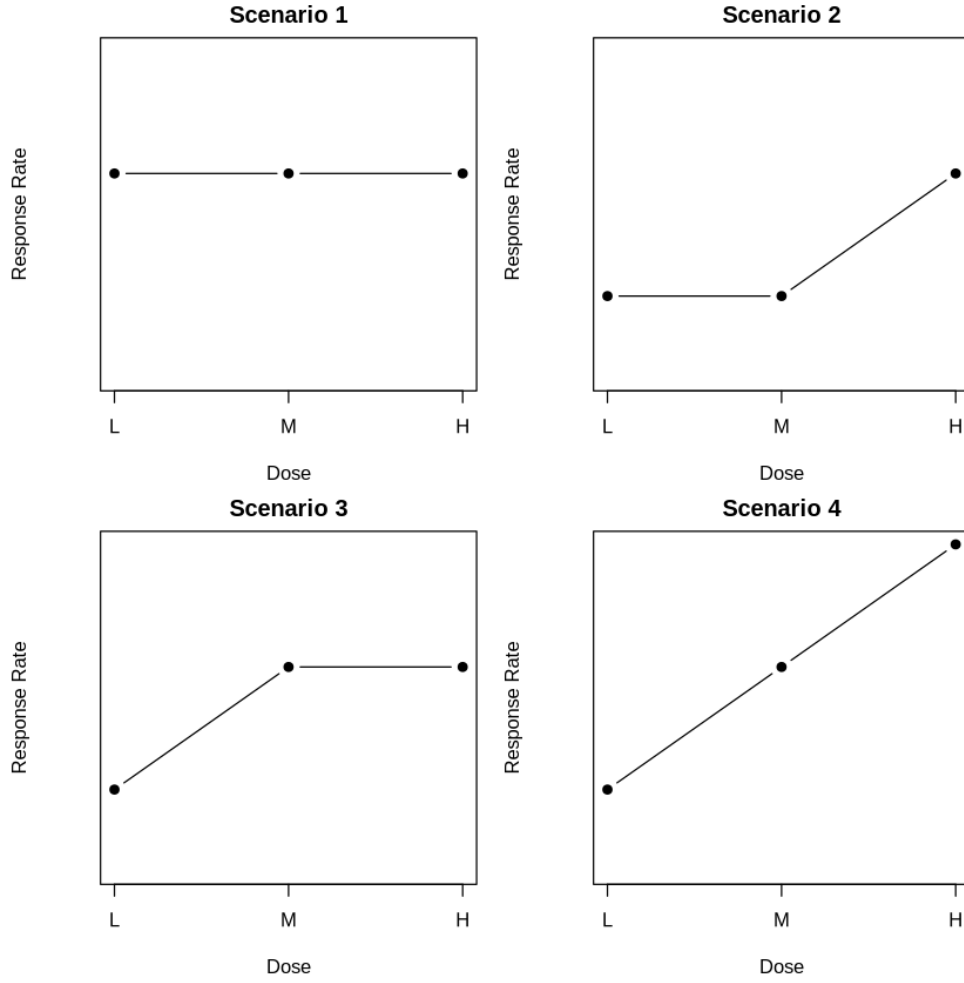 Scenario 1
Response Rate
L M H
Dose
Scenario 2
Response Rate
L M H
Dose
Scenario 3
Response Rate
L M H
Dose
Scenario 4
Response Rate
L M H
Dose